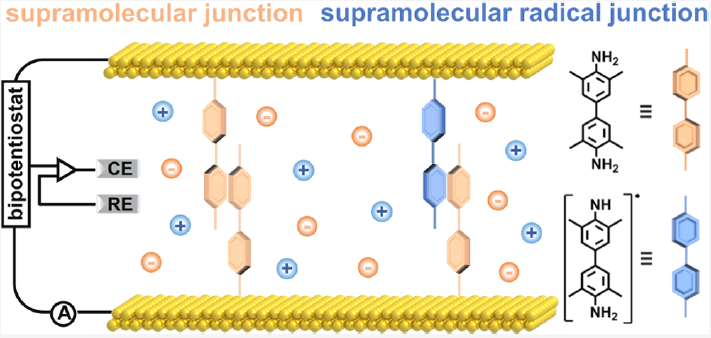 supramolecular junction
supramolecular radical junction
bipotentiostat
CE
RE
A
NH₂
NH₂
≡
NH
NH₂
•
≡
+
-